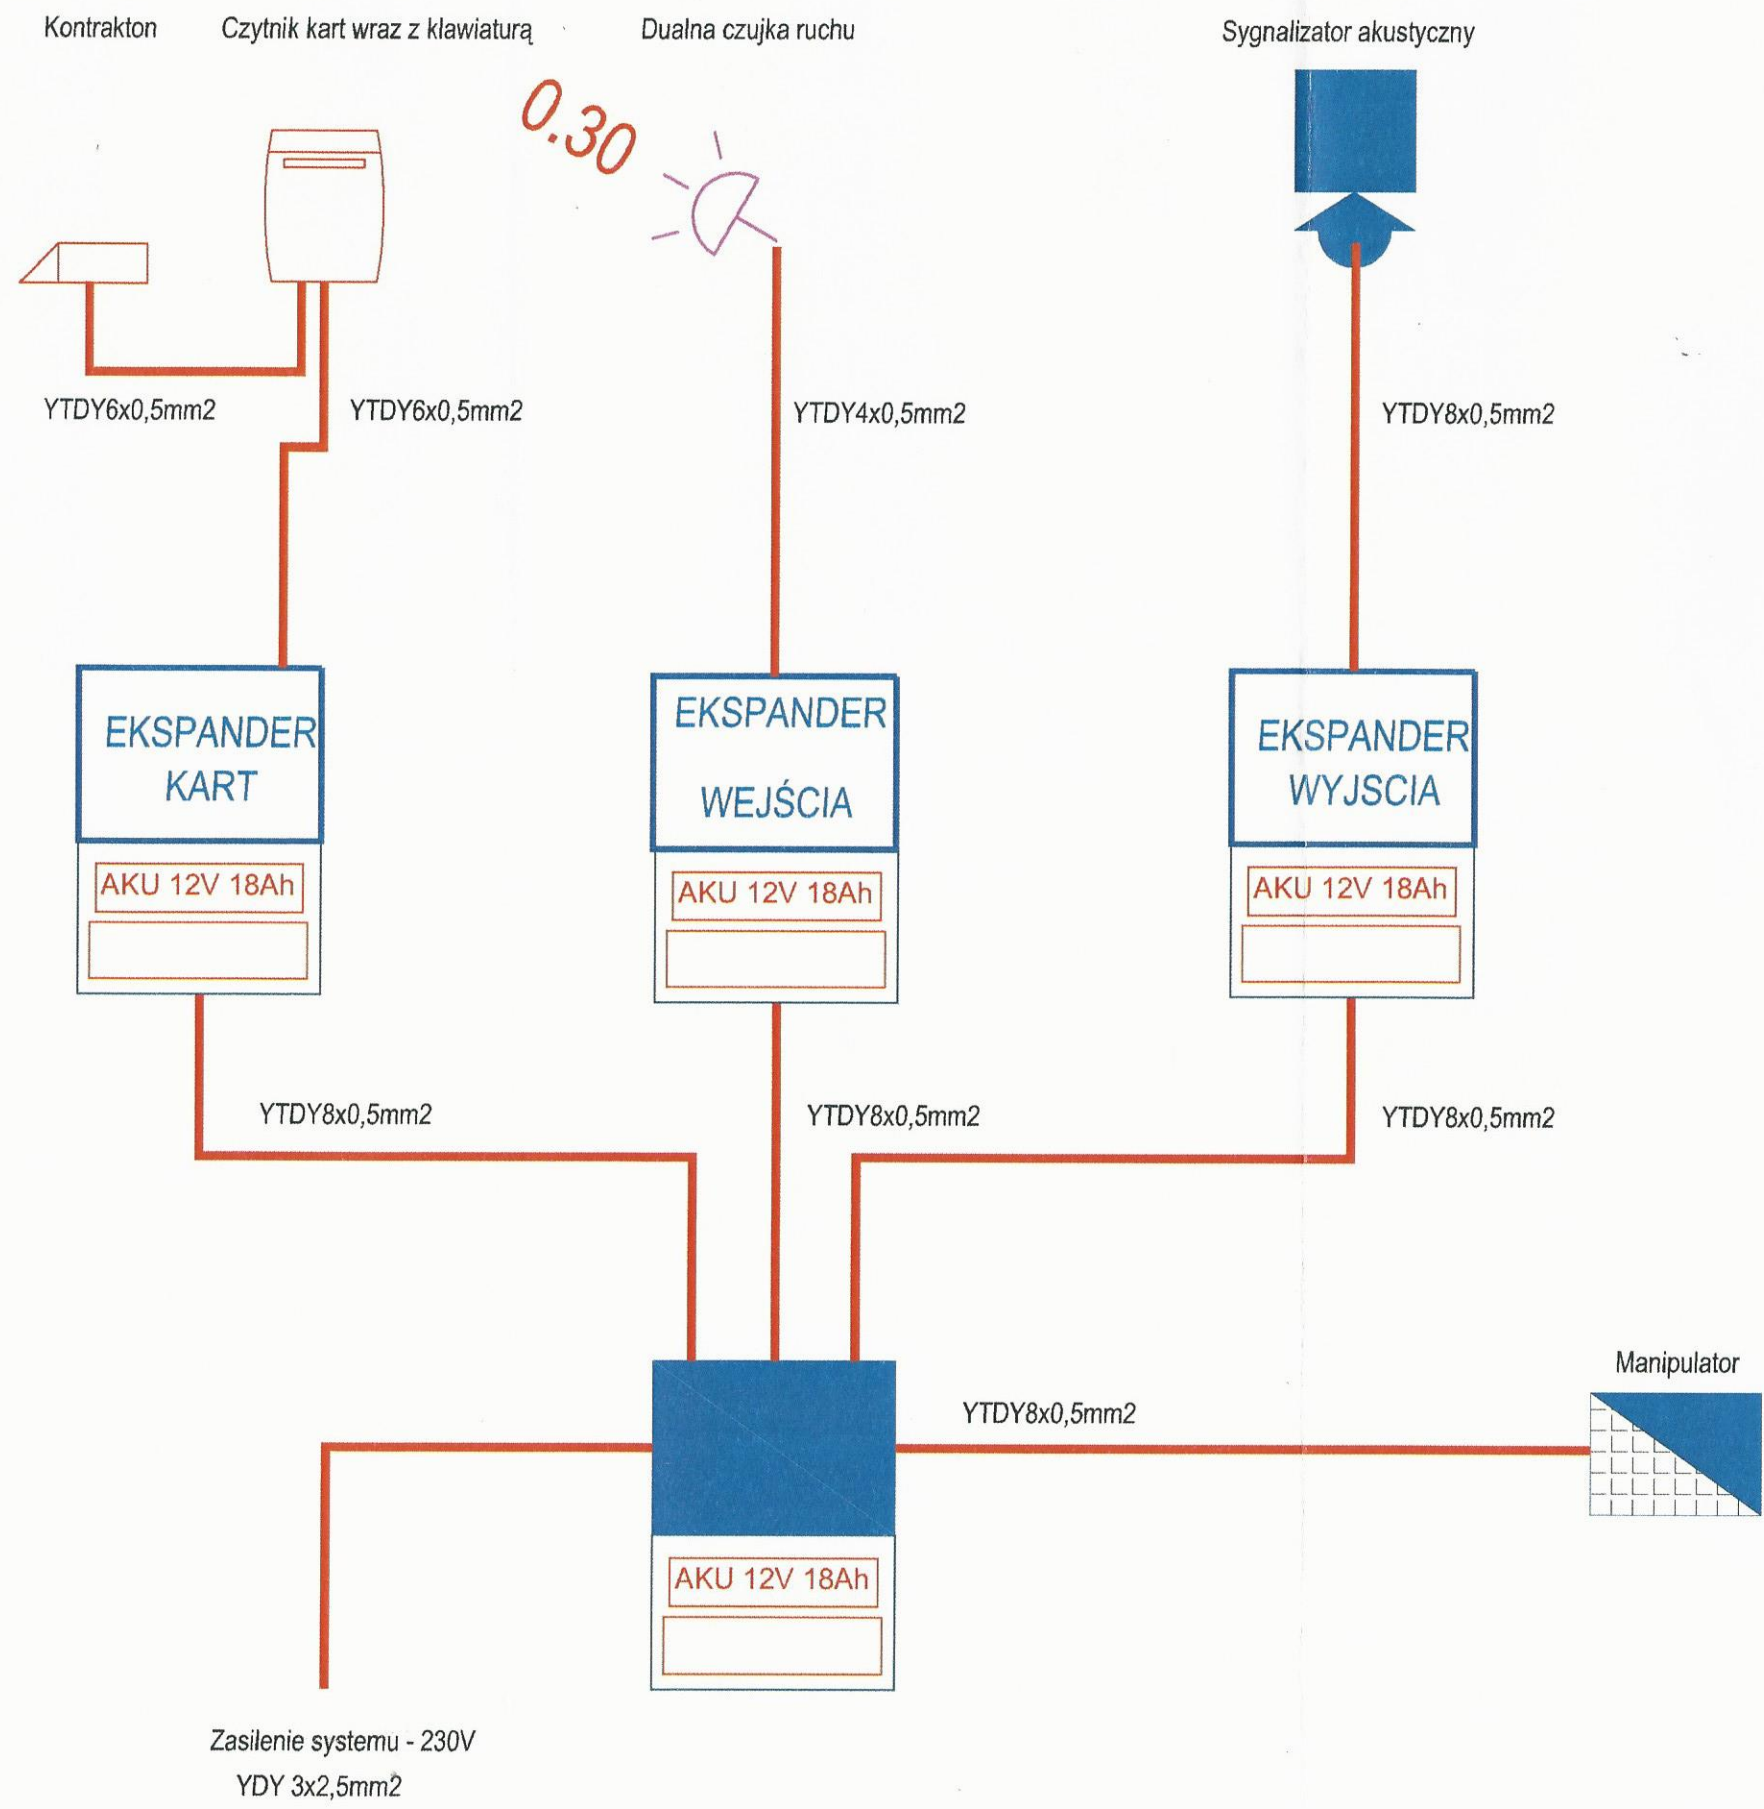 Kontrakton
Czytnik kart wraz z klawiaturą
Dualna czujka ruchu
Sygnalizator akustyczny
0.30
YTDY6x0,5mm2
YTDY6x0,5mm2
YTDY4x0,5mm2
YTDY8x0,5mm2
EKSPANDER
KART
EKSPANDER
WEJŚCIA
EKSPANDER
WYJSCIA
AKU 12V 18Ah
AKU 12V 18Ah
AKU 12V 18Ah
YTDY8x0,5mm2
YTDY8x0,5mm2
YTDY8x0,5mm2
Manipulator
YTDY8x0,5mm2
AKU 12V 18Ah
Zasilenie systemu - 230V
YDY 3x2,5mm2